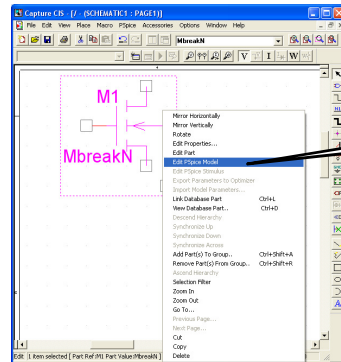 Capture CIS - [/ - (SCHEMATIC1 : PAGE1)]
File Edit View Place Macro PSpice Accessories Options Window Help
MbreakN
V I W
M1
MbreakN
Mirror Horizontally
Mirror Vertically
Rotate
Edit Properties...
Edit Part
Edit PSpice Model
Edit PSpice Stimulus
Export Parameters to Optimizer
Import Model Parameters...
Link Database Part Ctrl+L
View Database Part... Ctrl+D
Descend Hierarchy
Synchronize Up
Synchronize Down
Synchronize Across
Add Part(s) To Group... Ctrl+Shift+A
Remove Part(s) From Group... Ctrl+Shift+R
Ascend Hierarchy
Selection Filter
Zoom In
Zoom Out
Go To...
Previous Page...
Next Page...
Cut
Copy
Delete
Edit 1 item selected [ Part Ref:M1 Part Value:MbreakN ]